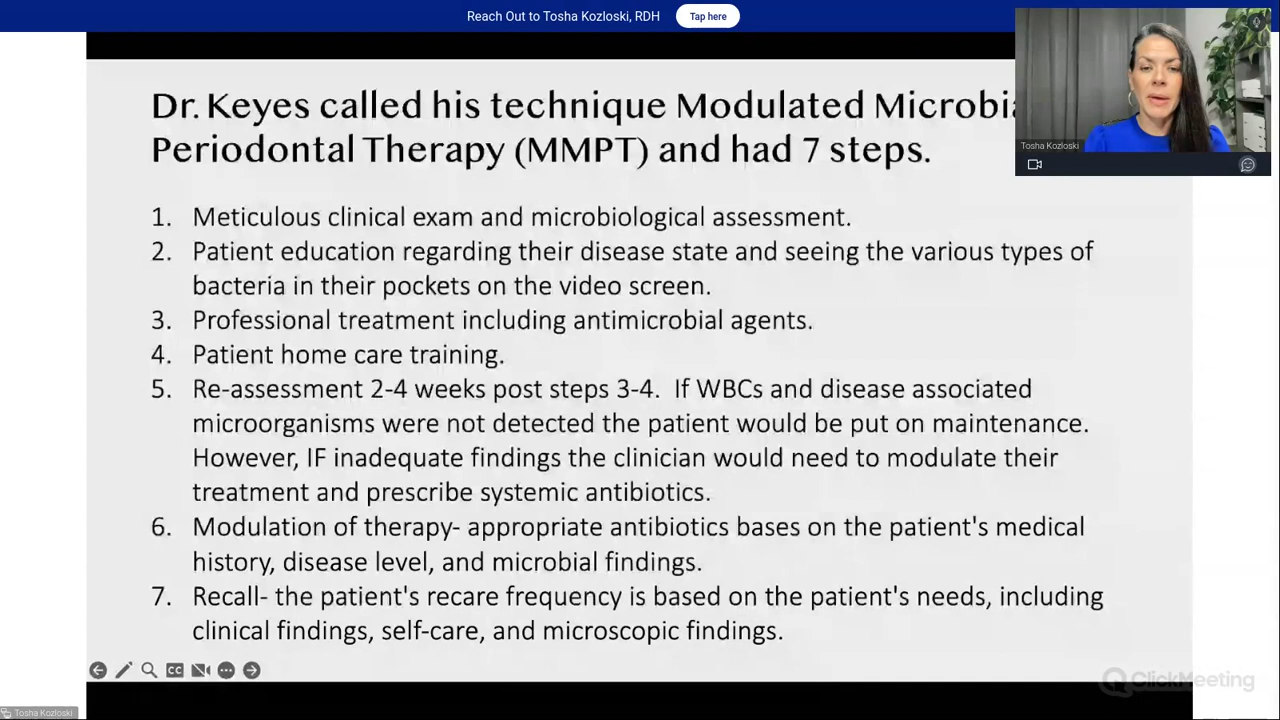 Reach Out to Tosha Kozloski, RDH
Tap here
Dr. Keyes called his technique Modulated Microbia
Periodontal Therapy (MMPT) and had 7 steps.
Tosha Kozloski
1. Meticulous clinical exam and microbiological assessment.
2. Patient education regarding their disease state and seeing the various types of
bacteria in their pockets on the video screen.
3. Professional treatment including antimicrobial agents.
4. Patient home care training.
5. Re-assessment 2-4 weeks post steps 3-4. If WBCs and disease associated
microorganisms were not detected the patient would be put on maintenance.
However, IF inadequate findings the clinician would need to modulate their
treatment and prescribe systemic antibiotics.
6. Modulation of therapy- appropriate antibiotics bases on the patient's medical
history, disease level, and microbial findings.
7. Recall- the patient's recare frequency is based on the patient's needs, including
clinical findings, self-care, and microscopic findings.
CC
ClickMeeting
Tosha Kozloski